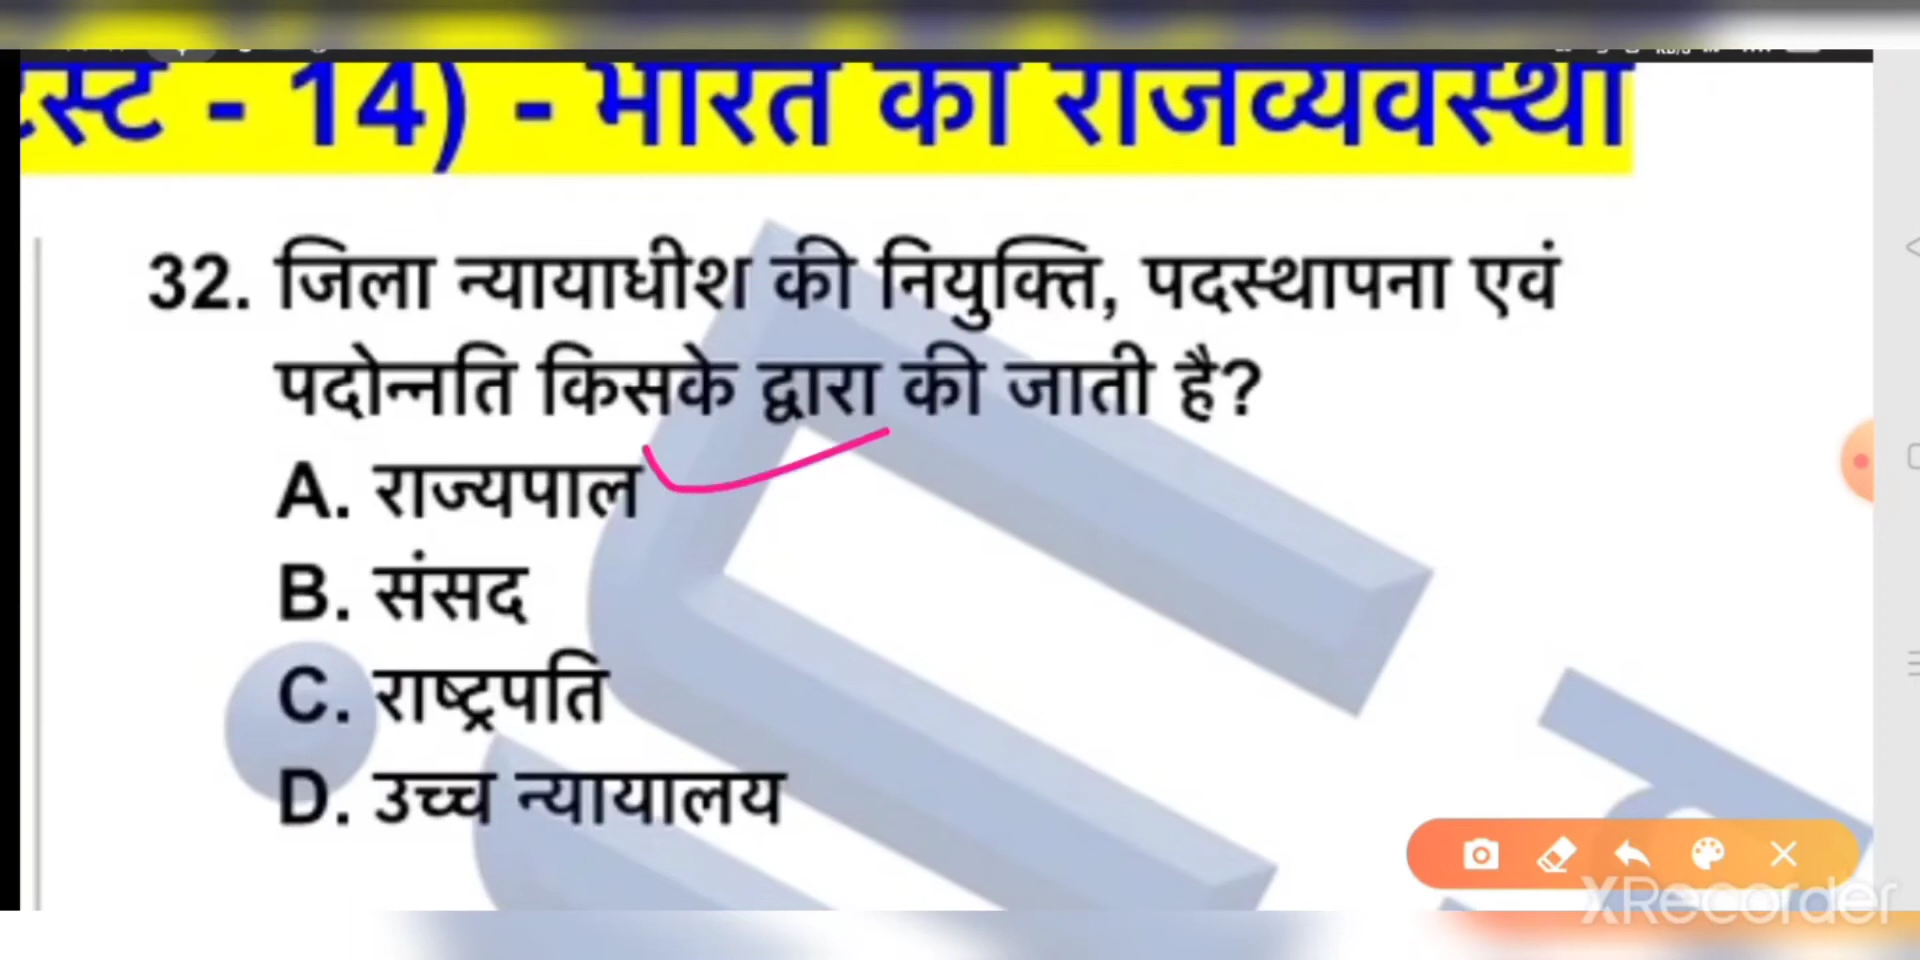 टेस्ट - 14) - भारत की राजव्यवस्था
32. जिला न्यायाधीश की नियुक्ति, पदस्थापना एवं
पदोन्नति किसके द्वारा की जाती है?
A. राज्यपाल
B. संसद
C. राष्ट्रपति
D. उच्च न्यायालय
XRecorder